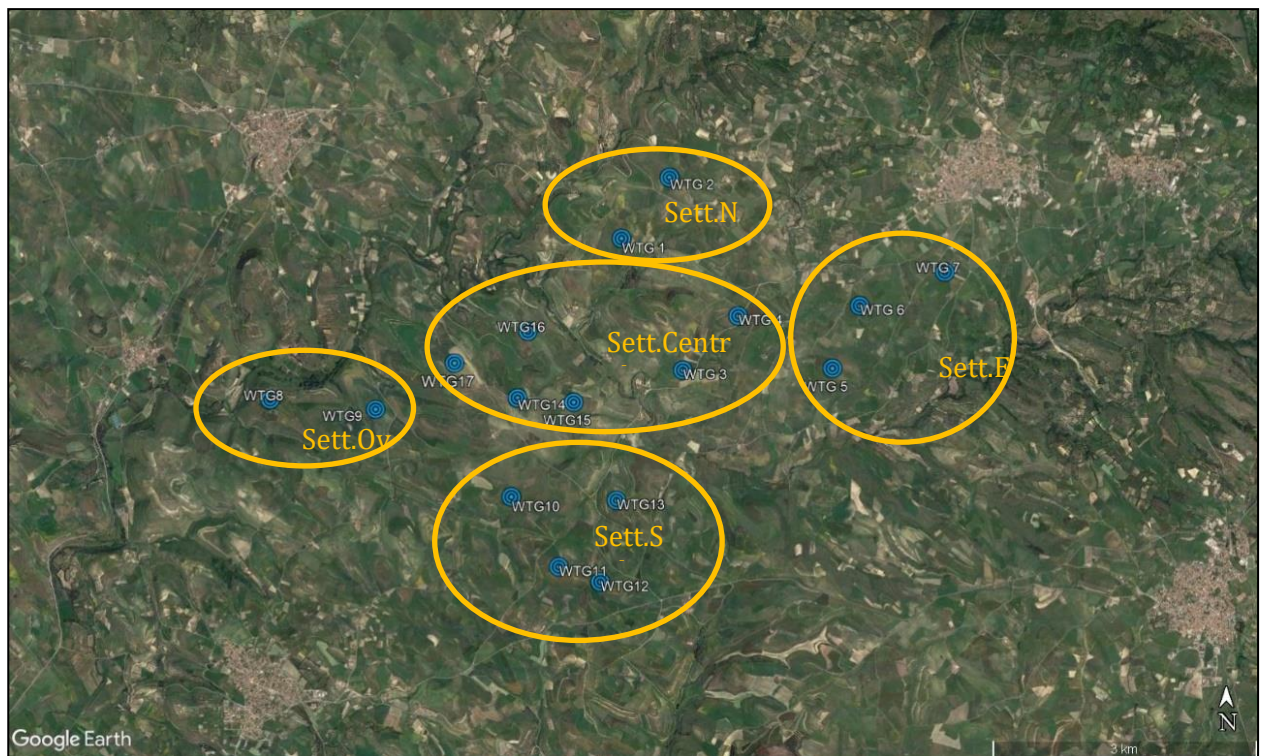 WTG 2
Sett.N
WTG 1
WTG 7
WTG 6
WTG 4
WTG16
Sett.Centr
WTG 3
WTG17
WTG 5
Sett.E
WTG8
WTG9
WTG14
WTG15
Sett.Ov
WTG10
WTG13
Sett.S
WTG11
WTG12
N
Google Earth
3 km